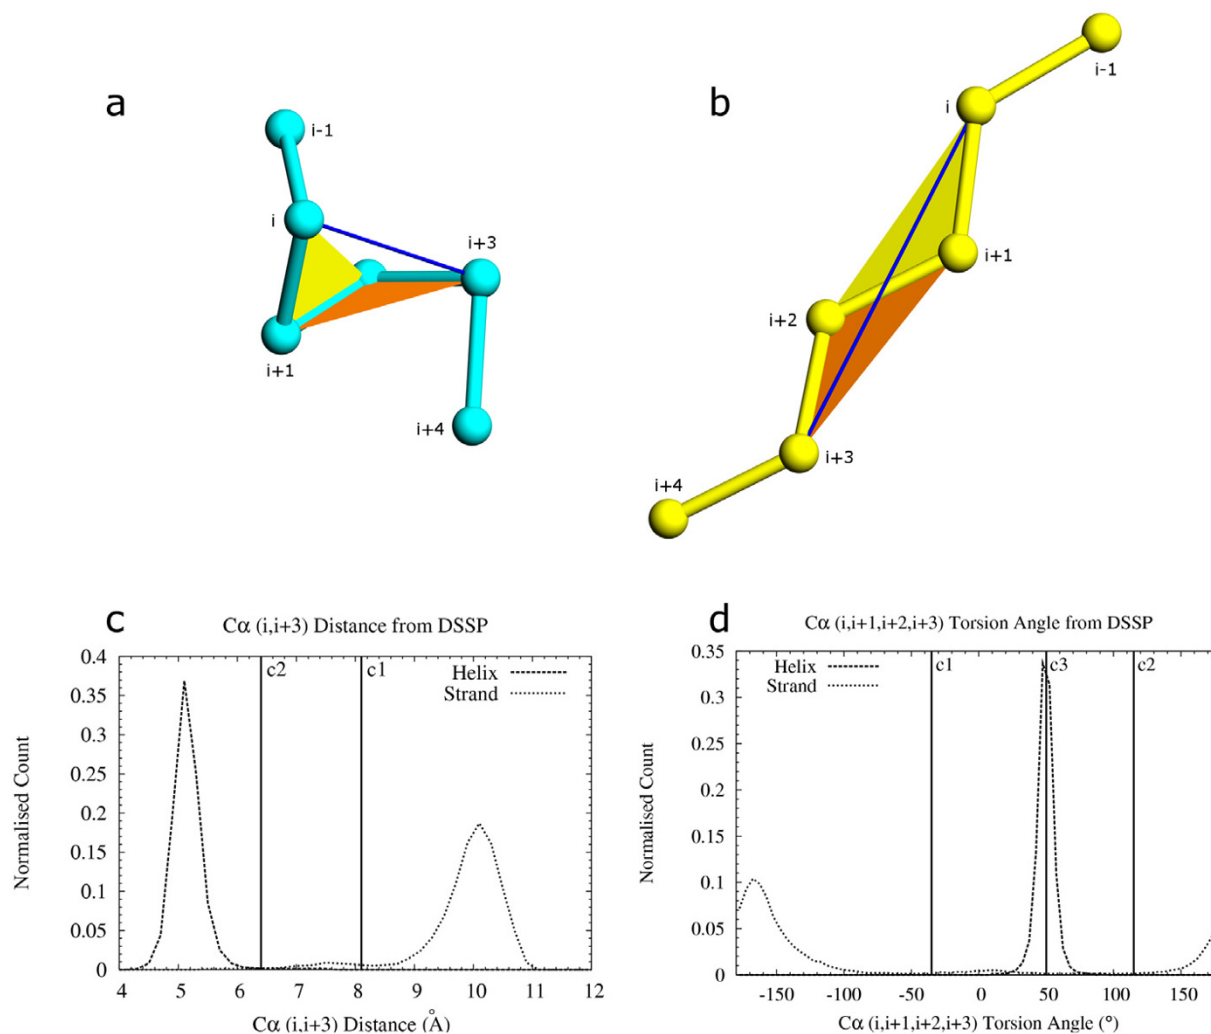 a
i-1
i
i+3
i+1
i+4
b
i-1
i
i+1
i+2
i+3
i+4
c
Cα (i,i+3) Distance from DSSP
0.4
0.35
0.3
0.25
0.2
0.15
0.1
0.05
0
c2
c1
Helix
Strand
Normalised Count
4 5 6 7 8 9 10 11 12
Cα (i,i+3) Distance (Å)
d
Cα (i,i+1,i+2,i+3) Torsion Angle from DSSP
0.35
0.3
0.25
0.2
0.15
0.1
0.05
0
Helix
Strand
c1
c3
c2
Normalised Count
-150 -100 -50 0 50 100 150
Cα (i,i+1,i+2,i+3) Torsion Angle (°)